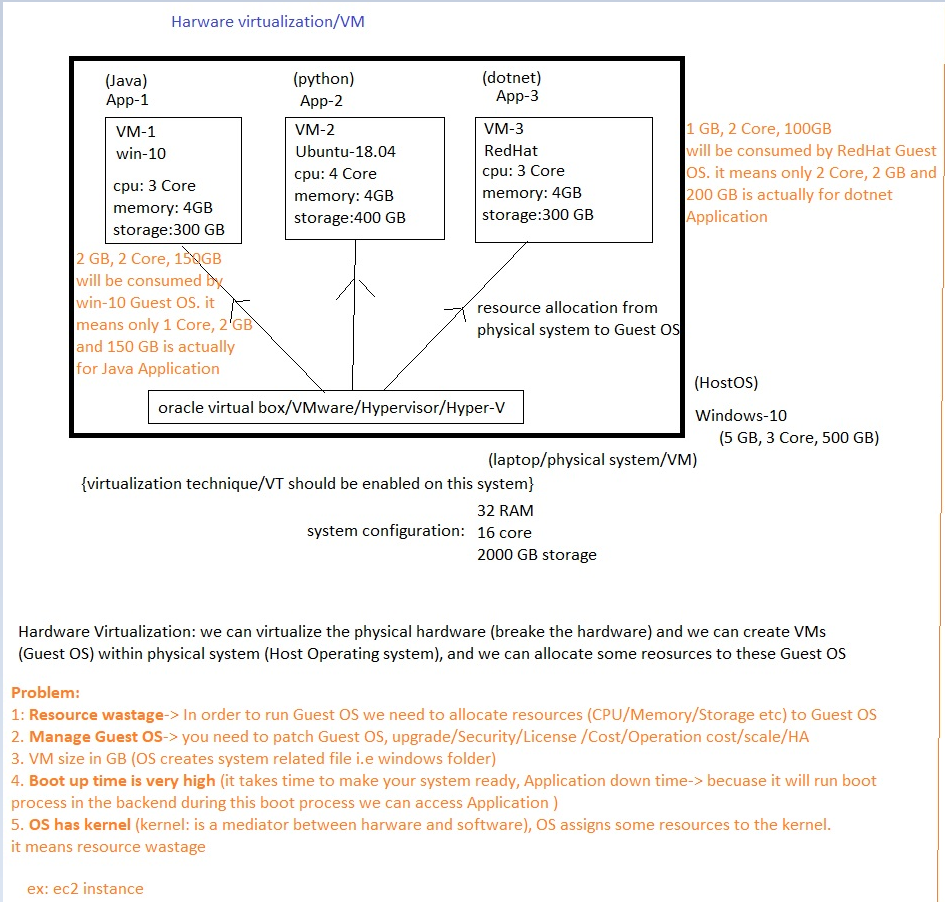 Harware virtualization/VM
(Java)
App-1
(python)
App-2
(dotnet)
App-3
VM-1
win-10
cpu: 3 Core
memory: 4GB
storage:300 GB
VM-2
Ubuntu-18.04
cpu: 4 Core
memory: 4GB
storage:400 GB
VM-3
RedHat
cpu: 3 Core
memory: 4GB
storage:300 GB
1 GB, 2 Core, 100GB
will be consumed by RedHat Guest
OS. it means only 2 Core, 2 GB and
200 GB is actually for dotnet
Application
2 GB, 2 Core, 150GB
will be consumed by
win-10 Guest OS. it
means only 1 Core, 2 GB
and 150 GB is actually
for Java Application
resource allocation from
physical system to Guest OS
oracle virtual box/VMware/Hypervisor/Hyper-V
(HostOS)
Windows-10
(5 GB, 3 Core, 500 GB)
(laptop/physical system/VM)
{virtualization technique/VT should be enabled on this system}
system configuration:
32 RAM
16 core
2000 GB storage
Hardware Virtualization: we can virtualize the physical hardware (breake the hardware) and we can create VMs
(Guest OS) within physical system (Host Operating system), and we can allocate some reosurces to these Guest OS
Problem:
1: Resource wastage-> In order to run Guest OS we need to allocate resources (CPU/Memory/Storage etc) to Guest OS
2. Manage Guest OS-> you need to patch Guest OS, upgrade/Security/License /Cost/Operation cost/scale/HA
3. VM size in GB (OS creates system related file i.e windows folder)
4. Boot up time is very high (it takes time to make your system ready, Application down time-> becuase it will run boot
process in the backend during this boot process we can access Application )
5. OS has kernel (kernel: is a mediator between harware and software), OS assigns some resources to the kernel.
it means resource wastage
ex: ec2 instance